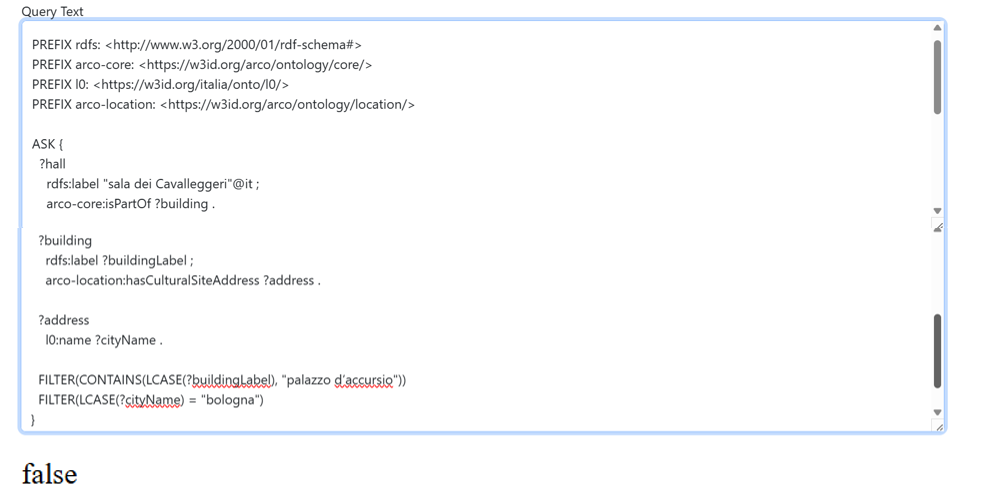 Query Text
PREFIX rdfs: <http://www.w3.org/2000/01/rdf-schema#>
PREFIX arco-core: <https://w3id.org/arco/ontology/core/>
PREFIX l0: <https://w3id.org/italia/onto/l0/>
PREFIX arco-location: <https://w3id.org/arco/ontology/location/>
ASK {
?hall
rdfs:label "sala dei Cavalleggeri"@it ;
arco-core:isPartOf ?building .
?building
rdfs:label ?buildingLabel ;
arco-location:hasCulturalSiteAddress ?address .
?address
l0:name ?cityName .
FILTER(CONTAINS(LCASE(?buildingLabel), "palazzo d'accursio"))
FILTER(LCASE(?cityName) = "bologna")
}
false